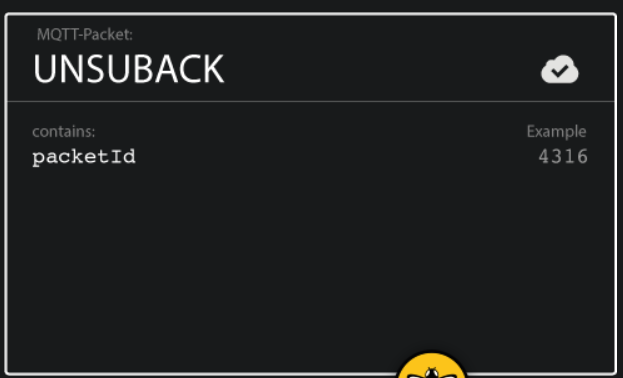 MQTT-Packet:
UNSUBACK
contains:
Example
packetId
4316